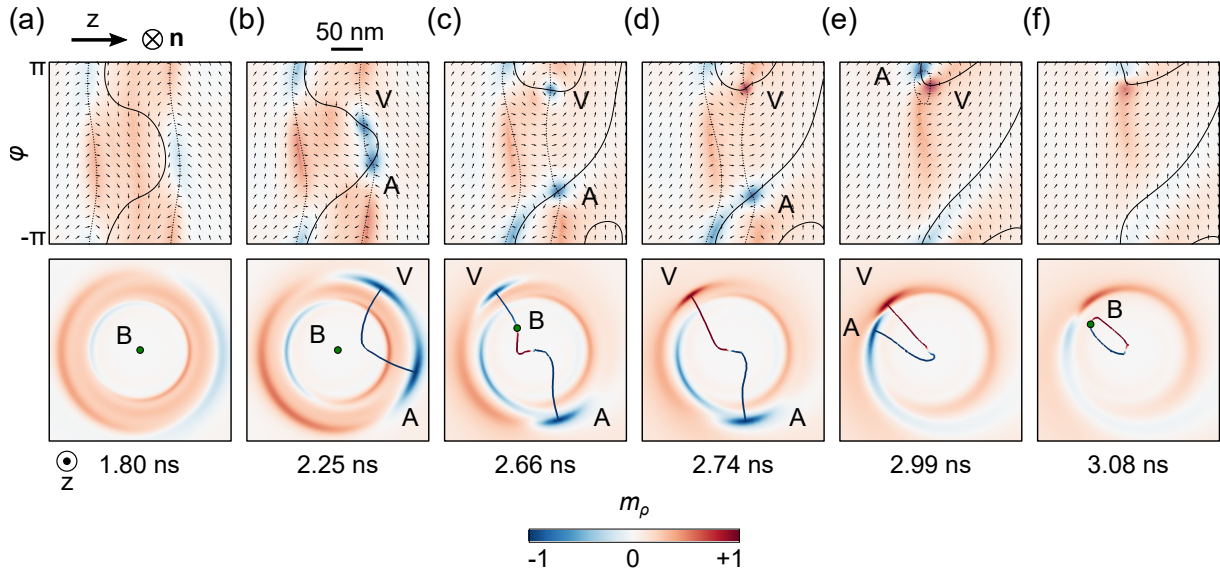 (a) (b) (c) (d) (e) (f)
z n 50 nm
π
V V V A V
φ
A A A
-π
V V V V
B B B A B
A A A
z 1.80 ns 2.25 ns 2.66 ns 2.74 ns 2.99 ns 3.08 ns
mρ
-1 0 +1